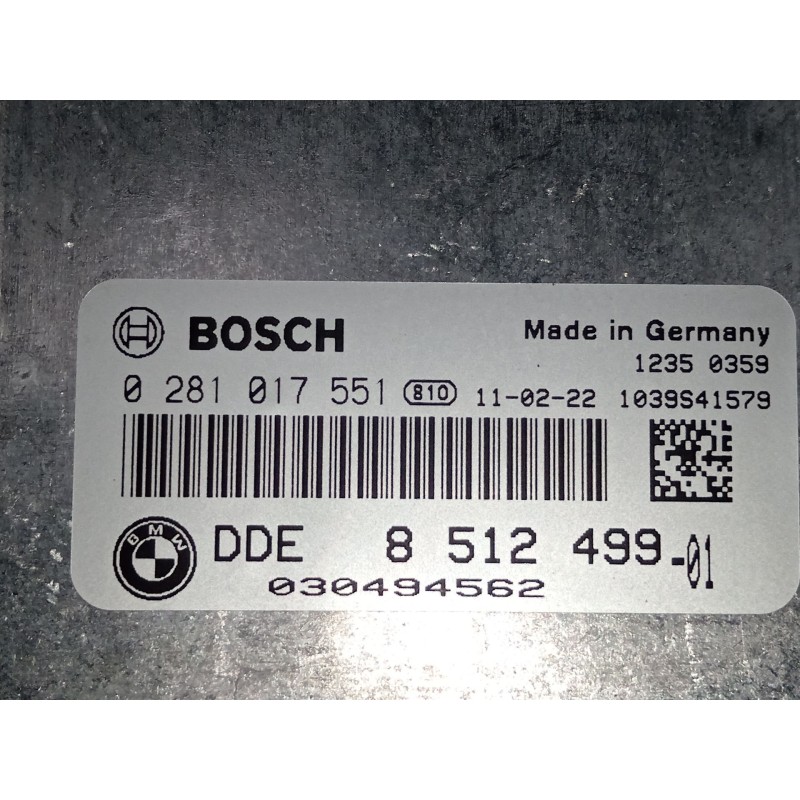 BOSCH
Made in Germany
1235 0359
0 281 017 551 810 11-02-22 1039S41579
BMW
DDE 8 512 499-01
030494562